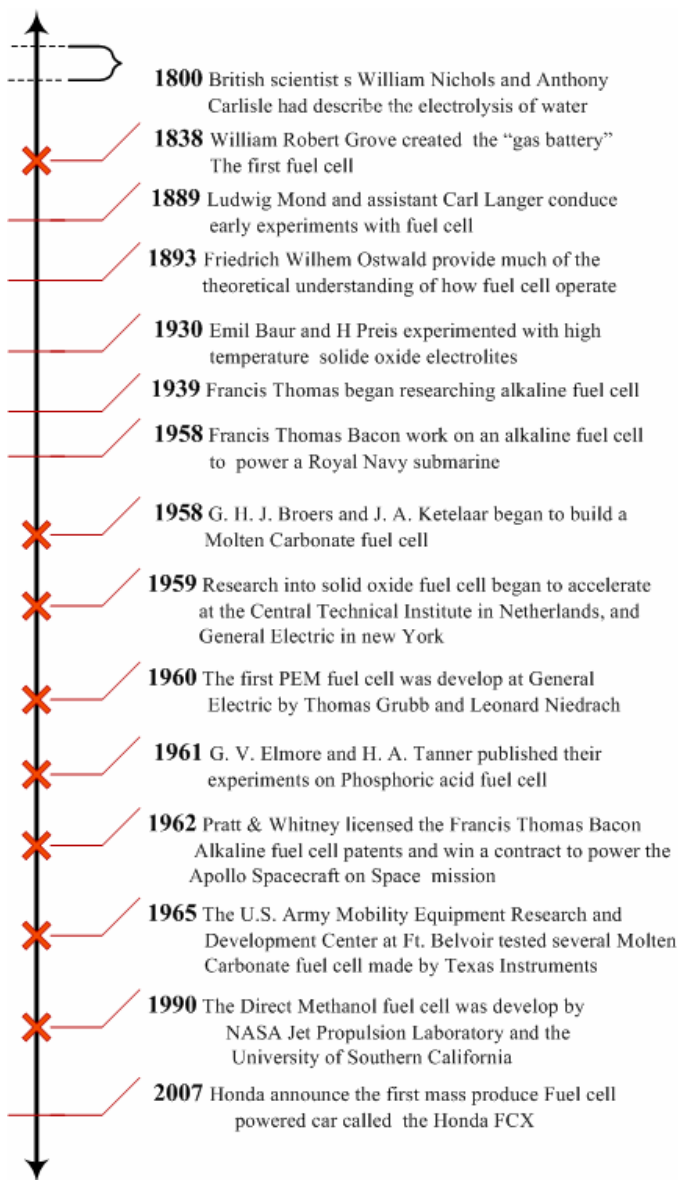 1800 British scientist s William Nichols and Anthony
Carlisle had describe the electrolysis of water
1838 William Robert Grove created the “gas battery”
The first fuel cell
1889 Ludwig Mond and assistant Carl Langer conduce
early experiments with fuel cell
1893 Friedrich Wilhem Ostwald provide much of the
theoretical understanding of how fuel cell operate
1930 Emil Baur and H Preis experimented with high
temperature solide oxide electrolites
1939 Francis Thomas began researching alkaline fuel cell
1958 Francis Thomas Bacon work on an alkaline fuel cell
to power a Royal Navy submarine
1958 G. H. J. Broers and J. A. Ketelaar began to build a
Molten Carbonate fuel cell
1959 Research into solid oxide fuel cell began to accelerate
at the Central Technical Institute in Netherlands, and
General Electric in new York
1960 The first PEM fuel cell was develop at General
Electric by Thomas Grubb and Leonard Niedrach
1961 G. V. Elmore and H. A. Tanner published their
experiments on Phosphoric acid fuel cell
1962 Pratt & Whitney licensed the Francis Thomas Bacon
Alkaline fuel cell patents and win a contract to power the
Apollo Spacecraft on Space mission
1965 The U.S. Army Mobility Equipment Research and
Development Center at Ft. Belvoir tested several Molten
Carbonate fuel cell made by Texas Instruments
1990 The Direct Methanol fuel cell was develop by
NASA Jet Propulsion Laboratory and the
University of Southern California
2007 Honda announce the first mass produce Fuel cell
powered car called the Honda FCX